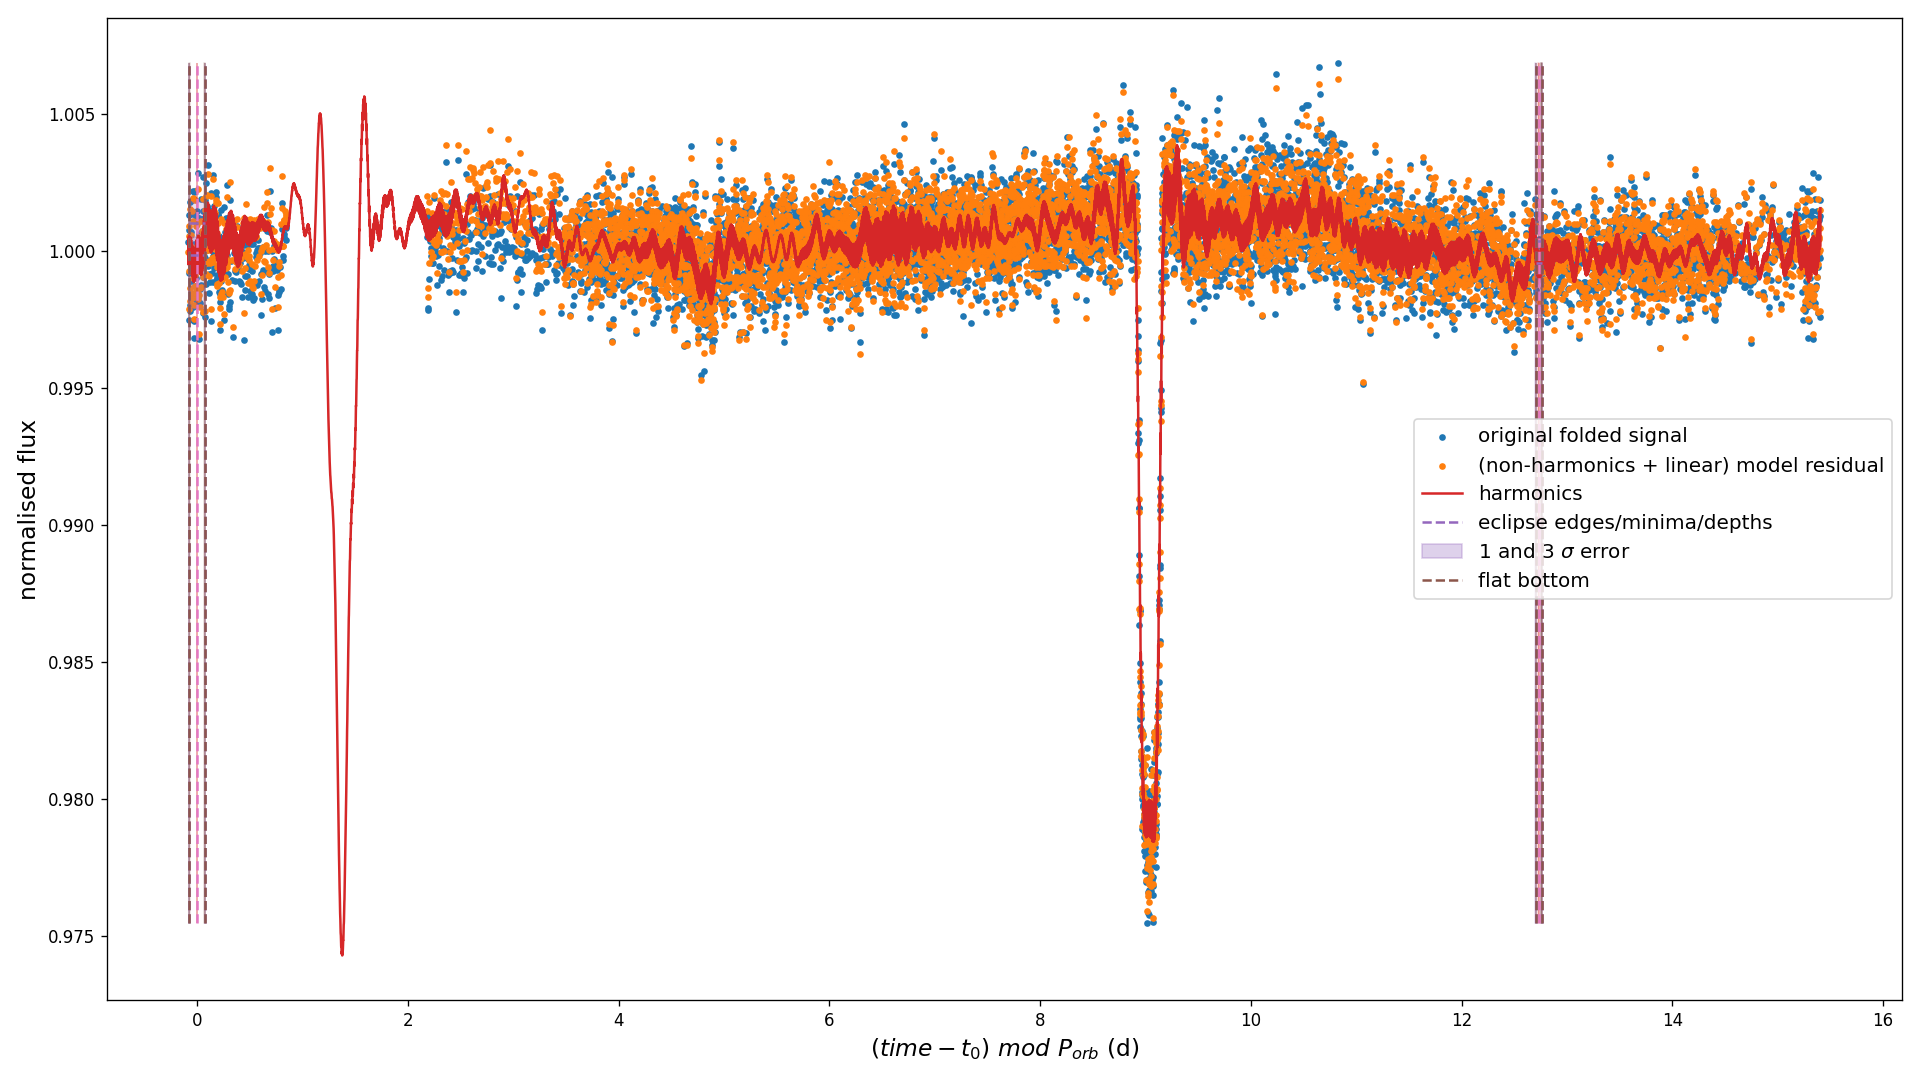 1.005
1.000
0.995
0.990
0.985
0.980
0.975
normalised flux
original folded signal
(non-harmonics + linear) model residual
harmonics
eclipse edges/minima/depths
1 and 3 σ error
flat bottom
0 2 4 6 8 10 12 14 16
(time − t₀) mod P_orb (d)